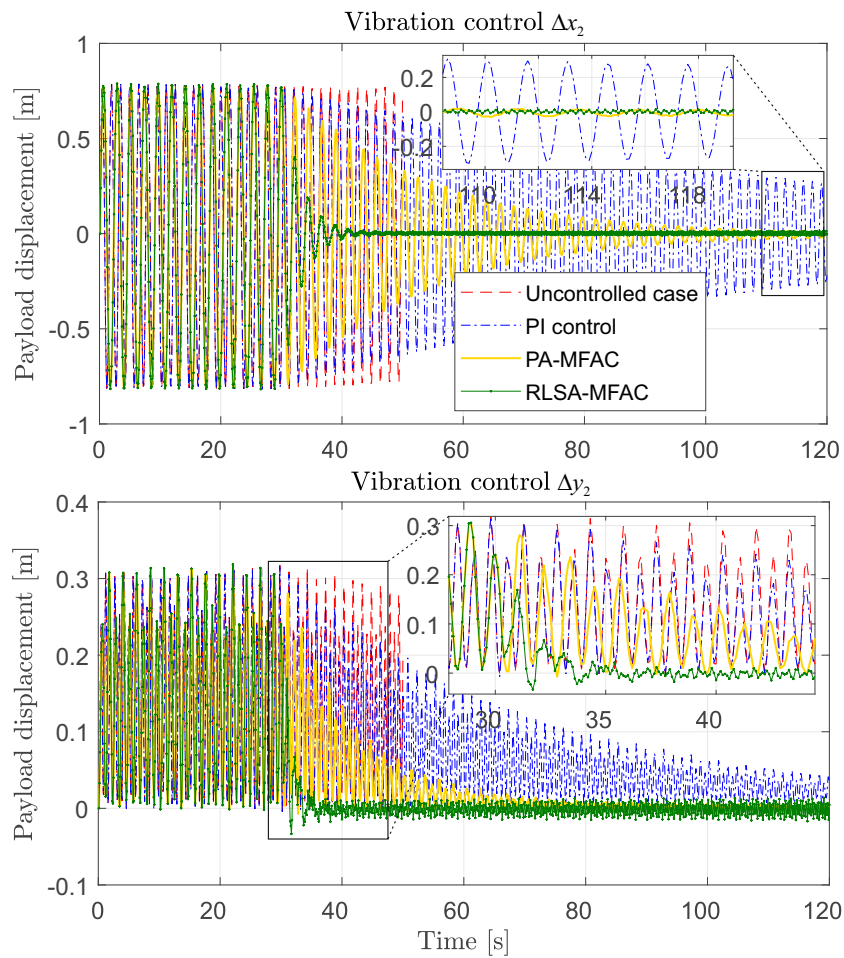 Vibration control Δx₂
Payload displacement [m]
1
0.5
0
-0.5
-1
0 20 40 60 80 100 120
0.2
0
-0.2
110 114 118
Uncontrolled case
PI control
PA-MFAC
RLSA-MFAC
Vibration control Δy₂
Payload displacement [m]
0.4
0.3
0.2
0.1
0
-0.1
0 20 40 60 80 100 120
0.3
0.2
0.1
0
30 35 40
Time [s]